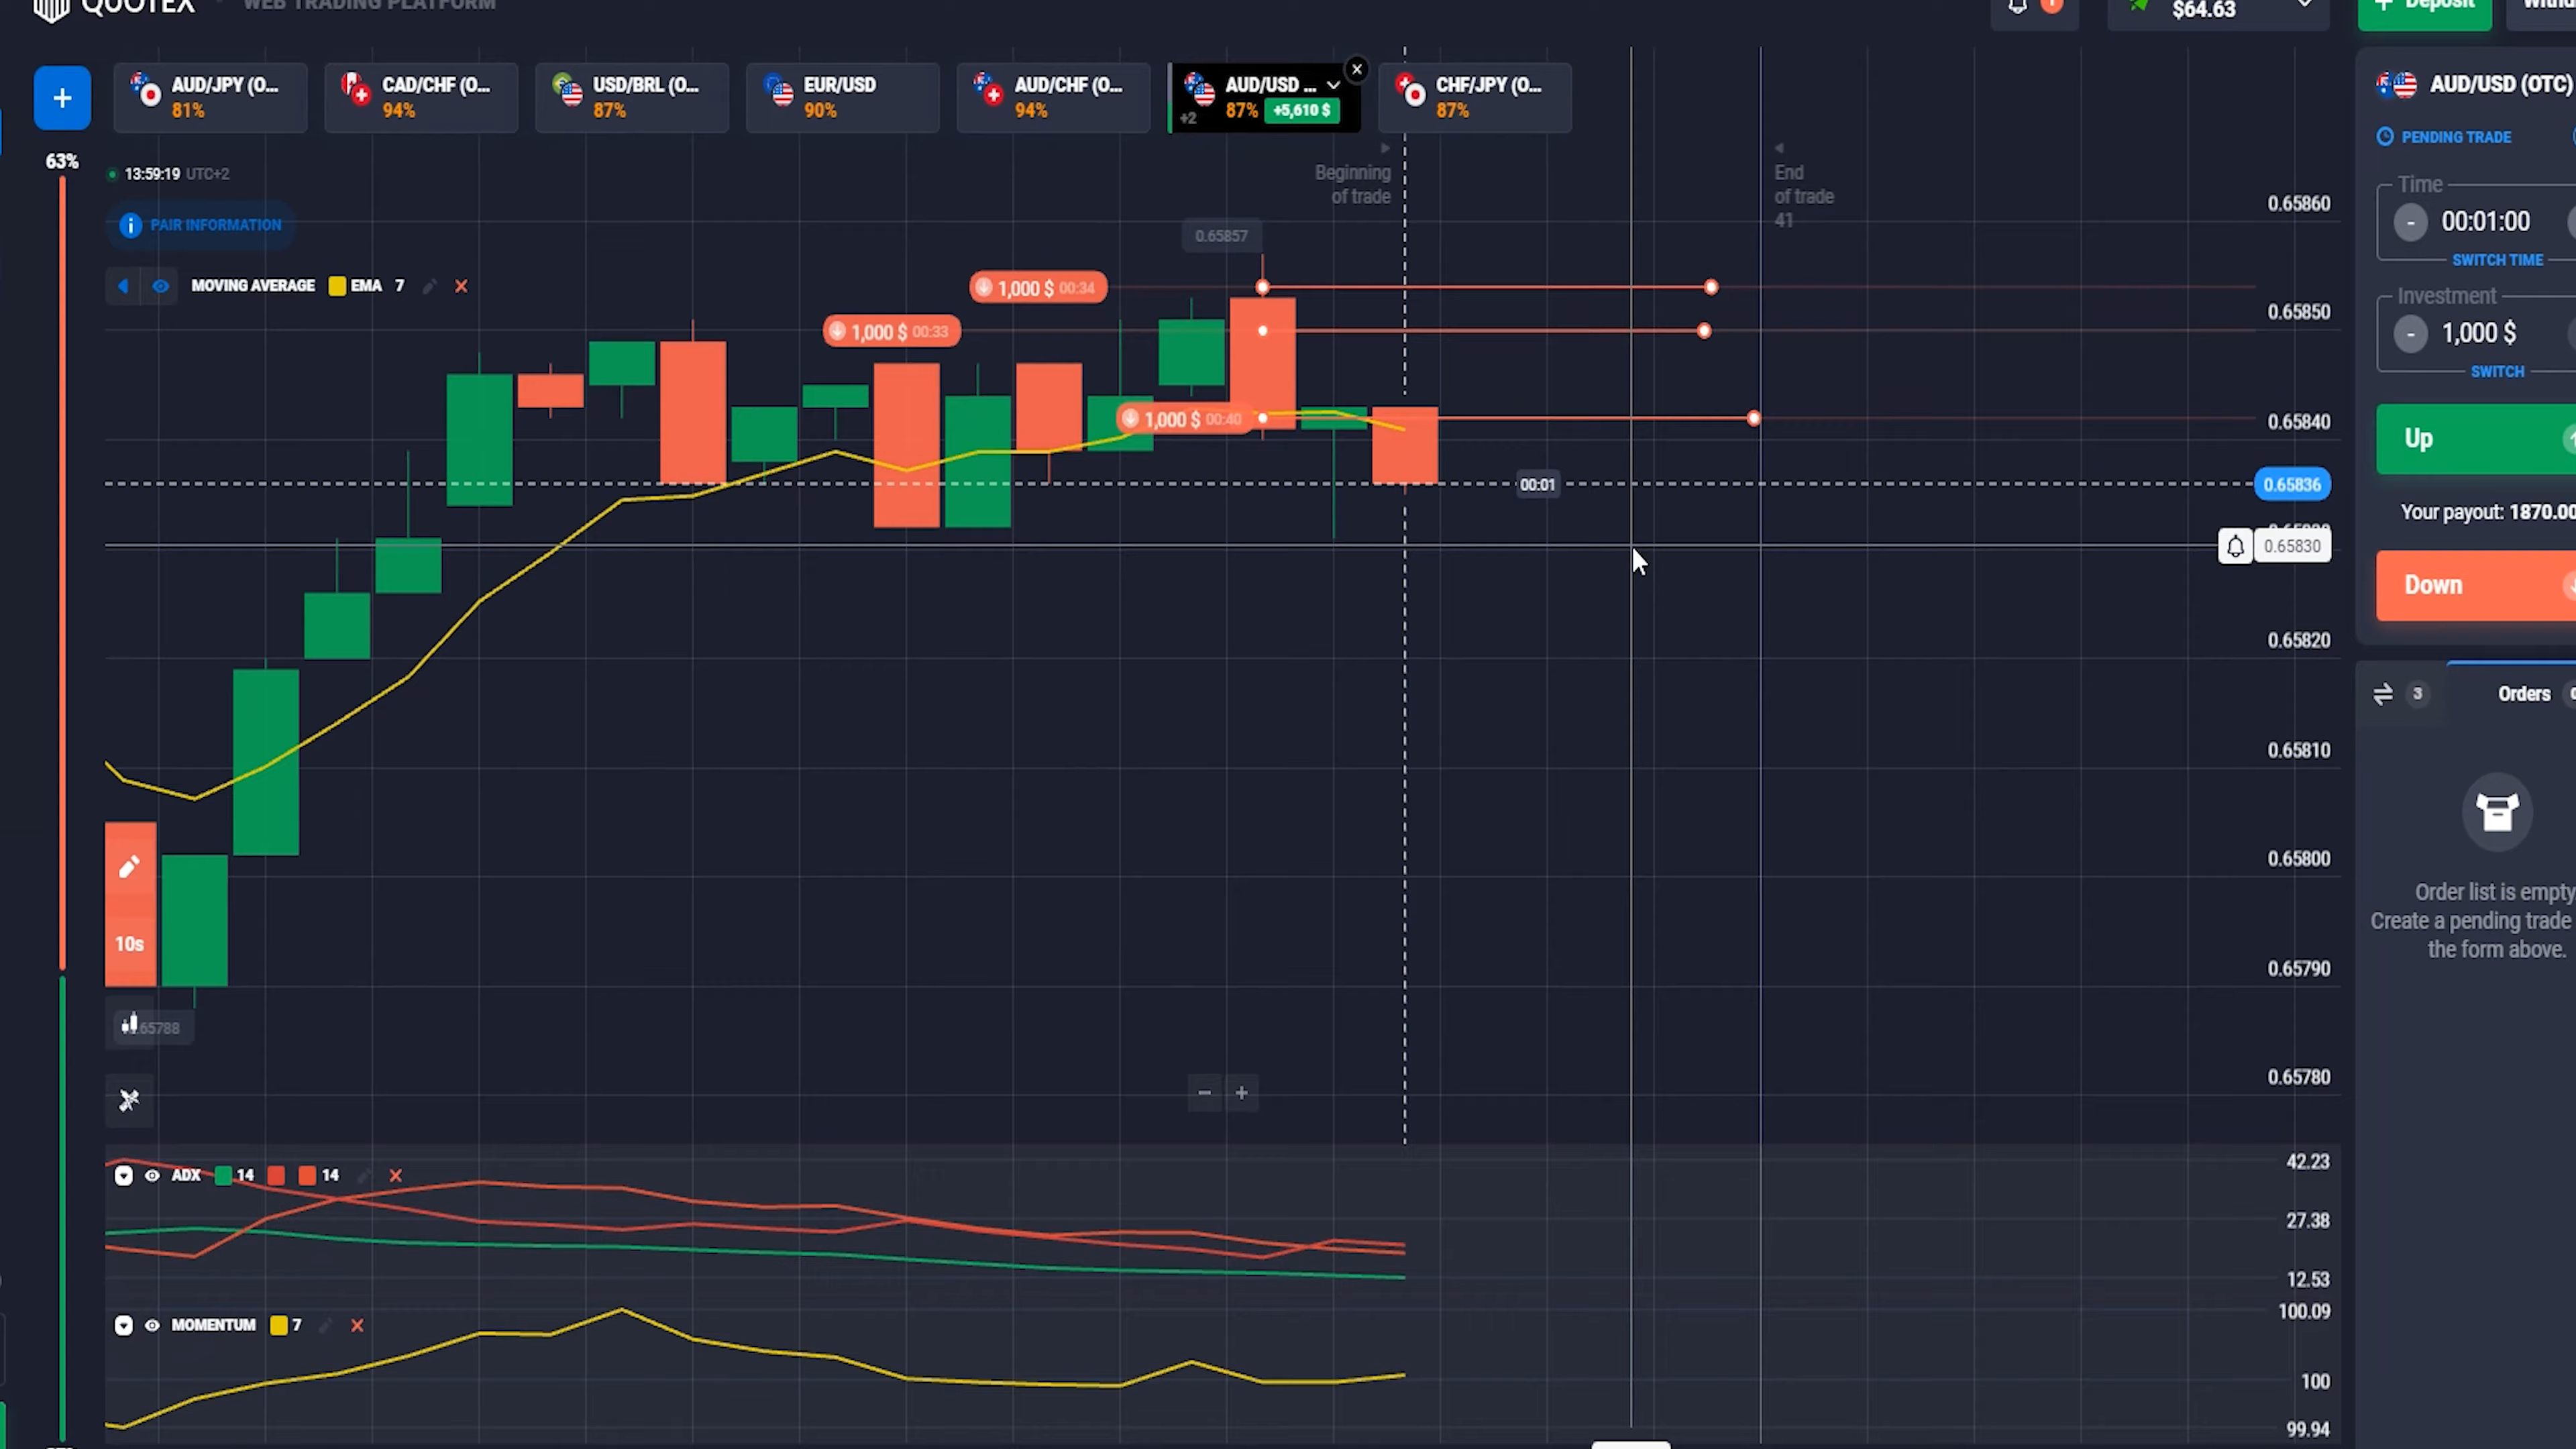 QUOTEX
WEB TRADING PLATFORM
1
$64.63
+ Deposit
AUD/JPY (O...
81%
CAD/CHF (O...
94%
USD/BRL (O...
87%
EUR/USD
90%
AUD/CHF (O...
94%
AUD/USD ...
+2
87%
+5,610 $
CHF/JPY (O...
87%
63%
13:59:19 UTC+2
PAIR INFORMATION
MOVING AVERAGE EMA 7
Beginning
of trade
End
of trade
41
0.65857
1,000 $ 00:34
1,000 $ 00:33
1,000 $ 00:40
00:01
0.65860
0.65850
0.65840
0.65836
0.65830
0.65820
0.65810
0.65800
0.65790
0.65780
10s
65788
ADX 14 14
42.23
27.38
12.53
MOMENTUM 7
100.09
100
99.94
AUD/USD (OTC)
PENDING TRADE
Time
00:01:00
SWITCH TIME
Investment
1,000 $
SWITCH
Up
Your payout: 1870.00
Down
3
Orders
Order list is empty
Create a pending trade
the form above.